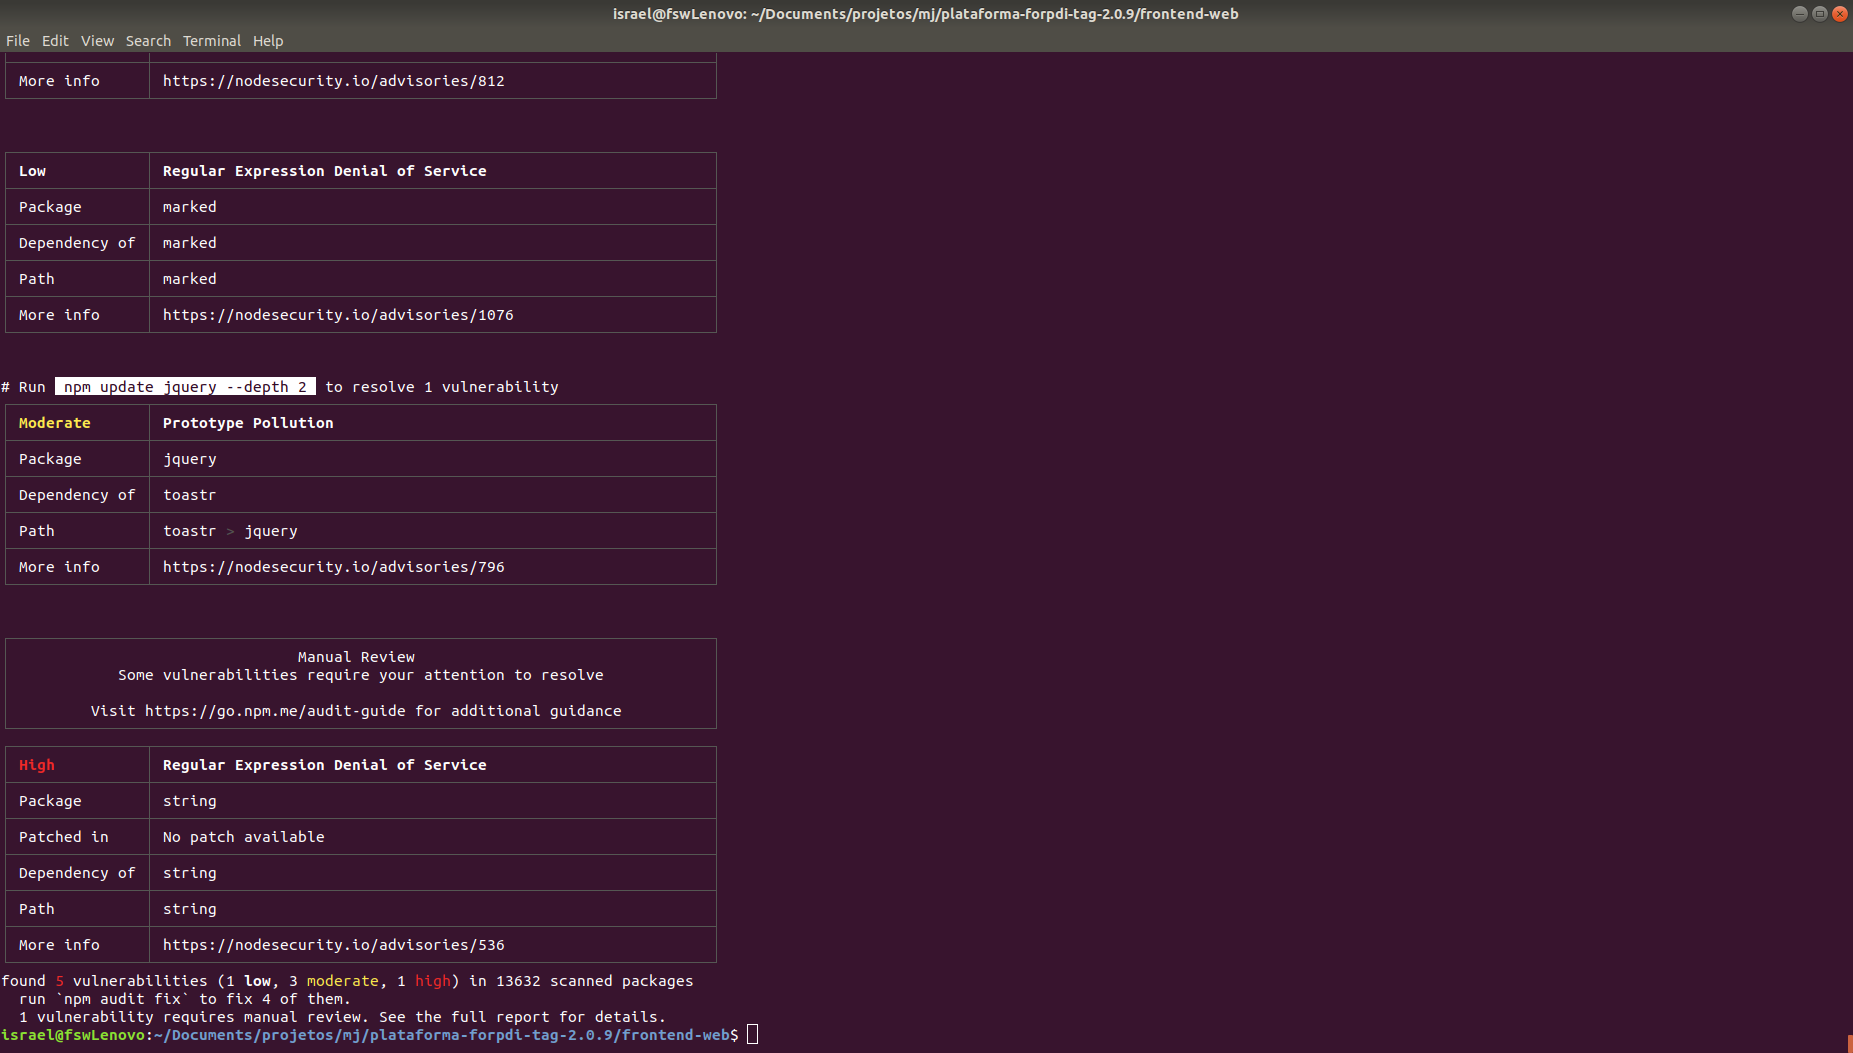 israel@fswLenovo: ~/Documents/projetos/mj/plataforma-forpdi-tag-2.0.9/frontend-web
File Edit View Search Terminal Help
More info https://nodesecurity.io/advisories/812
Low Regular Expression Denial of Service
Package marked
Dependency of marked
Path marked
More info https://nodesecurity.io/advisories/1076
# Run npm update jquery --depth 2 to resolve 1 vulnerability
Moderate Prototype Pollution
Package jquery
Dependency of toastr
Path toastr > jquery
More info https://nodesecurity.io/advisories/796
Manual Review
Some vulnerabilities require your attention to resolve
Visit https://go.npm.me/audit-guide for additional guidance
High Regular Expression Denial of Service
Package string
Patched in No patch available
Dependency of string
Path string
More info https://nodesecurity.io/advisories/536
found 5 vulnerabilities (1 low, 3 moderate, 1 high) in 13632 scanned packages
run `npm audit fix` to fix 4 of them.
1 vulnerability requires manual review. See the full report for details.
israel@fswLenovo:~/Documents/projetos/mj/plataforma-forpdi-tag-2.0.9/frontend-web$